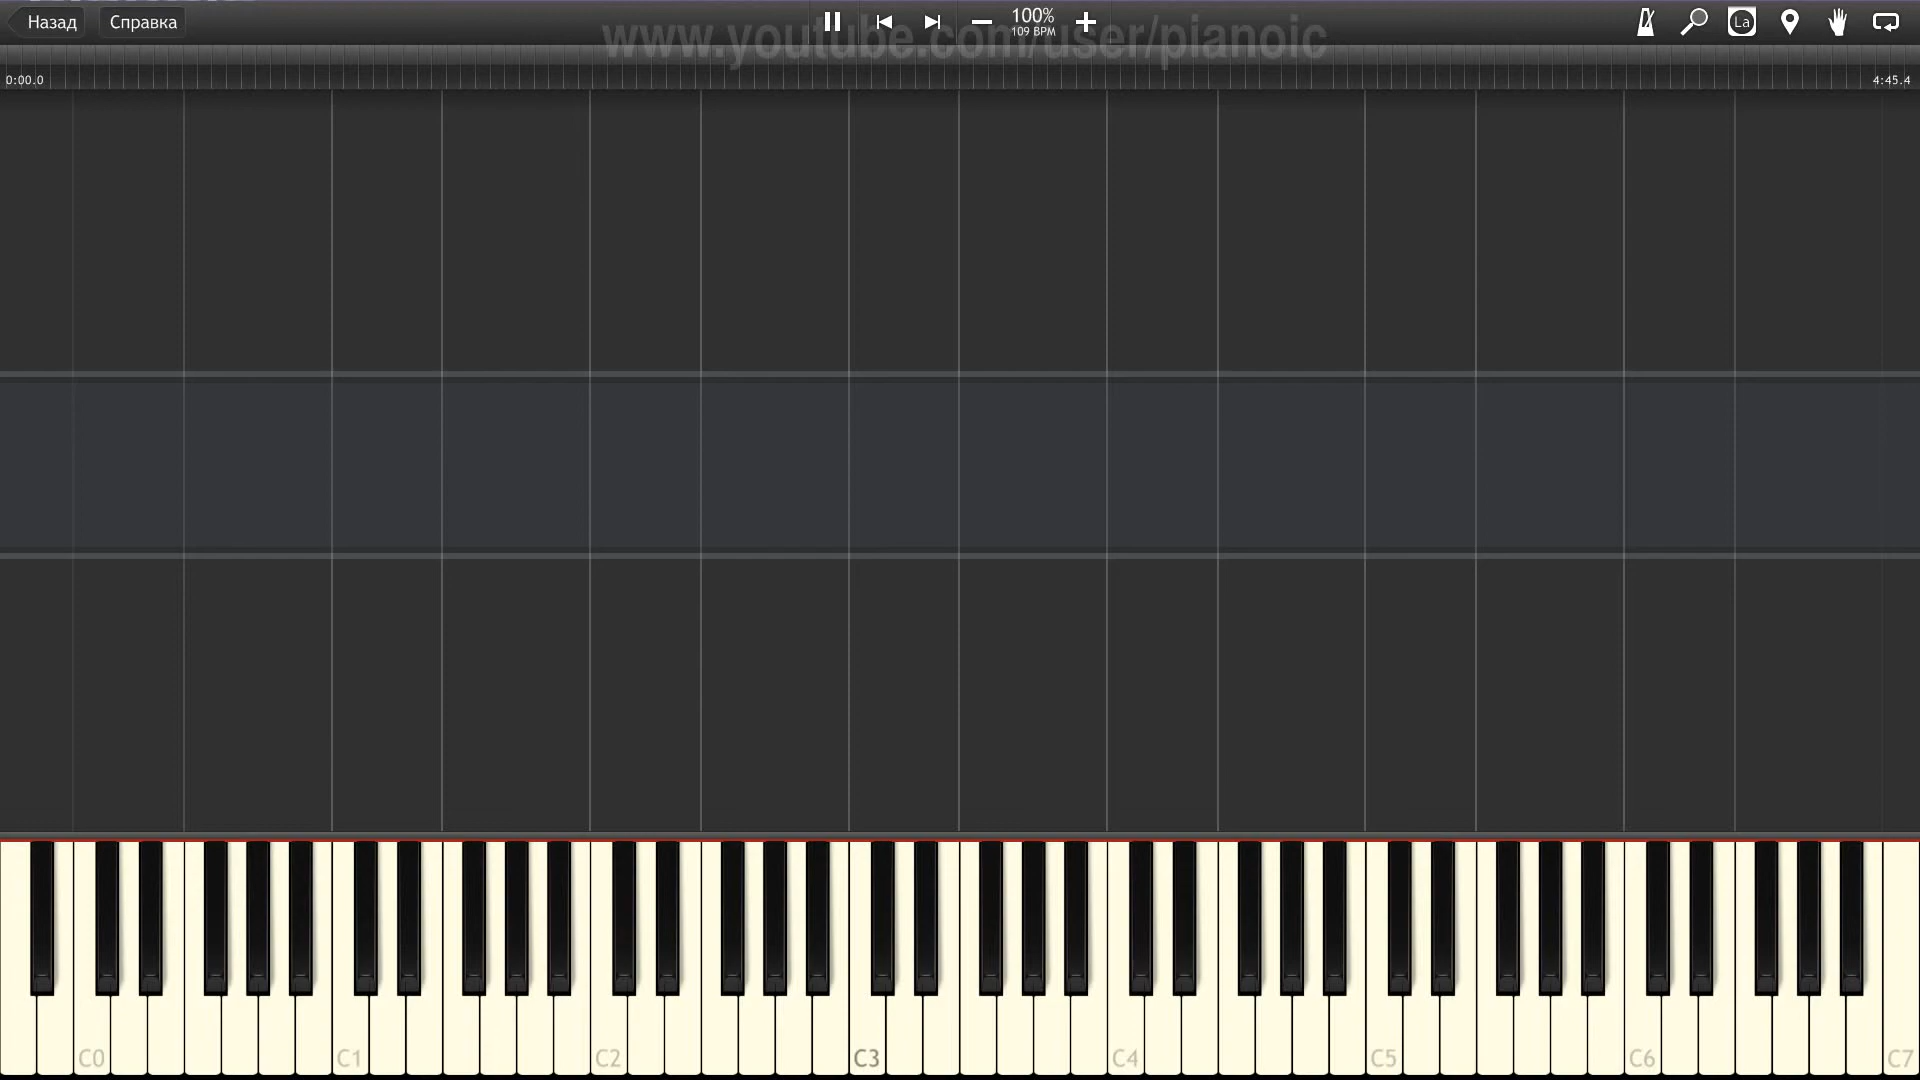 Назад Справка 100%
109 BPM La
www.youtube.com/user/pianoic
0:00.0 4:45.4
C0 C1 C2 C3 C4 C5 C6 C7